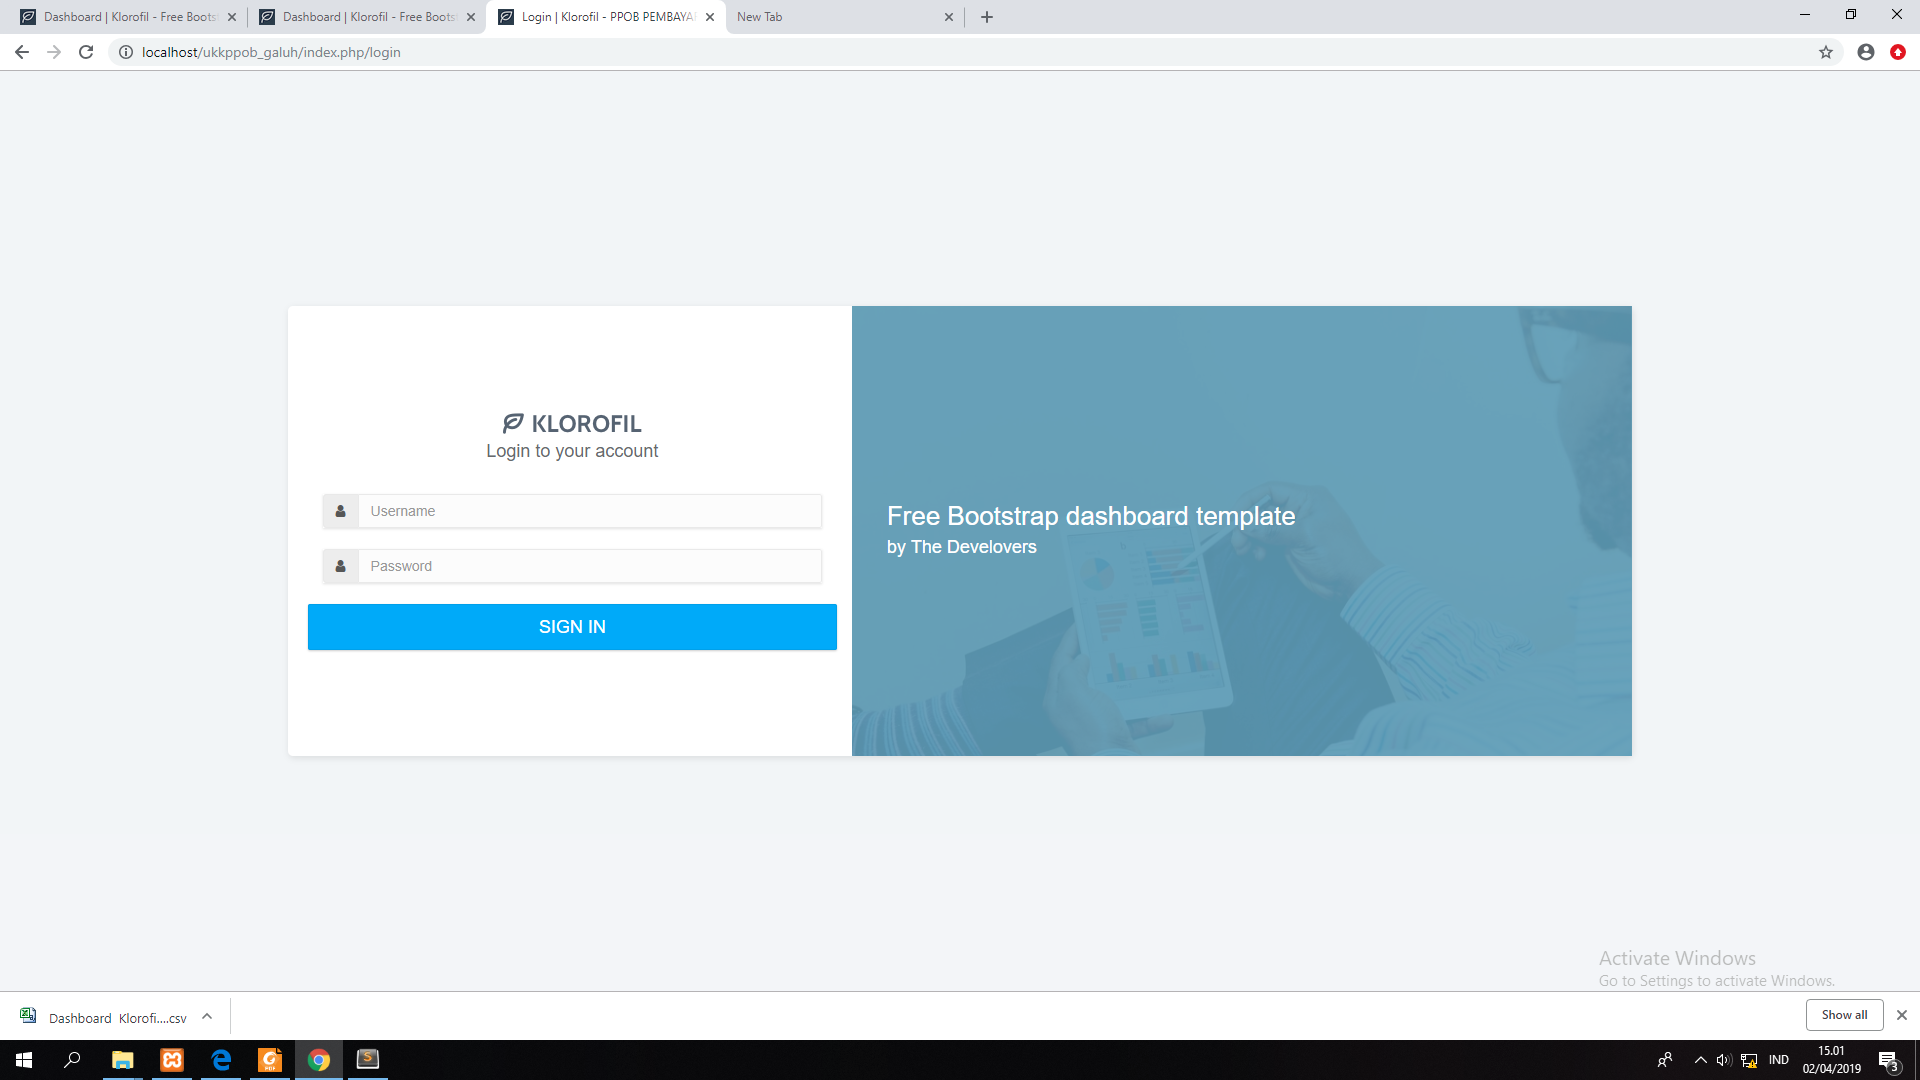 Dashboard | Klorofil - Free Boots
Dashboard | Klorofil - Free Boots
Login | Klorofil - PPOB PEMBAYA
New Tab
localhost/ukkppob_galuh/index.php/login
KLOROFIL
Login to your account
Username
Password
SIGN IN
Free Bootstrap dashboard template
by The Develovers
Activate Windows
Go to Settings to activate Windows.
Dashboard Klorofi....csv
Show all
IND
15.01
02/04/2019
3